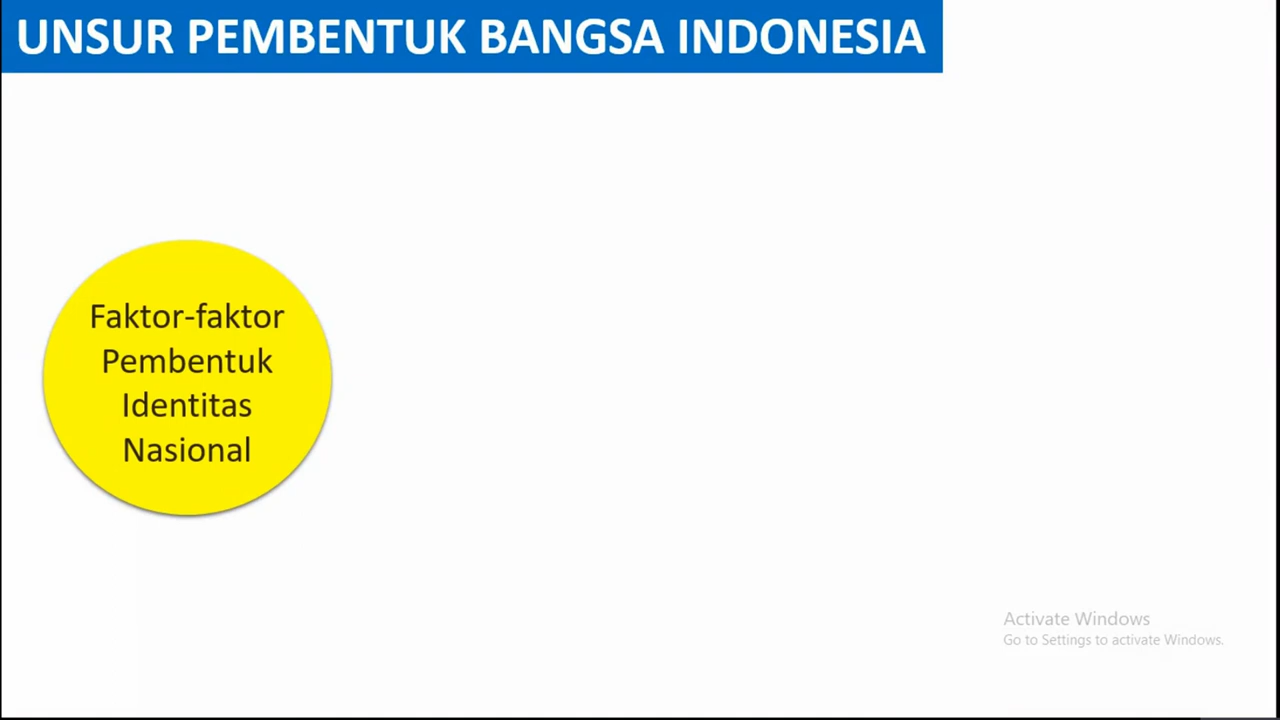 UNSUR PEMBENTUK BANGSA INDONESIA
Faktor-faktor
Pembentuk
Identitas
Nasional
Activate Windows
Go to Settings to activate Windows.